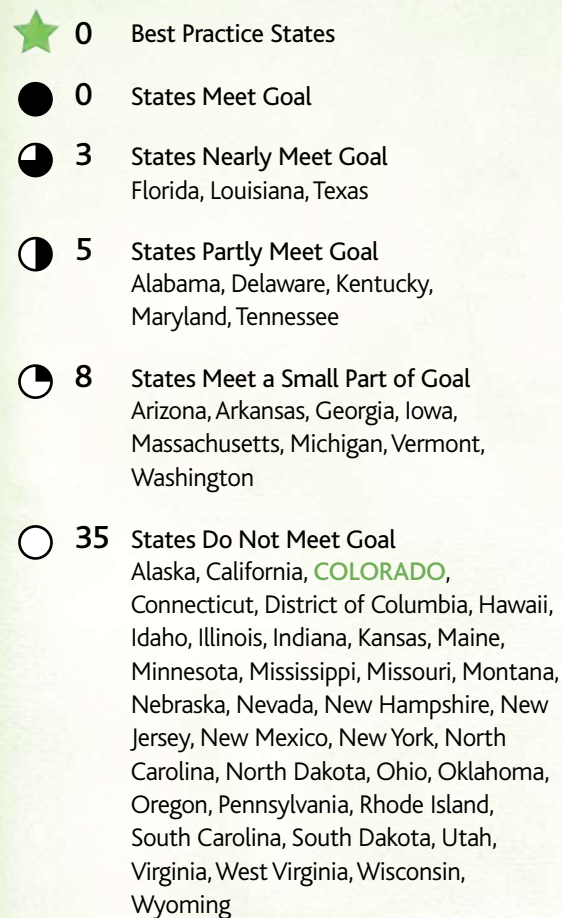 0 Best Practice States
0 States Meet Goal
3 States Nearly Meet Goal
Florida, Louisiana, Texas
5 States Partly Meet Goal
Alabama, Delaware, Kentucky,
Maryland, Tennessee
8 States Meet a Small Part of Goal
Arizona, Arkansas, Georgia, Iowa,
Massachusetts, Michigan, Vermont,
Washington
35 States Do Not Meet Goal
Alaska, California, COLORADO,
Connecticut, District of Columbia, Hawaii,
Idaho, Illinois, Indiana, Kansas, Maine,
Minnesota, Mississippi, Missouri, Montana,
Nebraska, Nevada, New Hampshire, New
Jersey, New Mexico, New York, North
Carolina, North Dakota, Ohio, Oklahoma,
Oregon, Pennsylvania, Rhode Island,
South Carolina, South Dakota, Utah,
Virginia, West Virginia, Wisconsin,
Wyoming